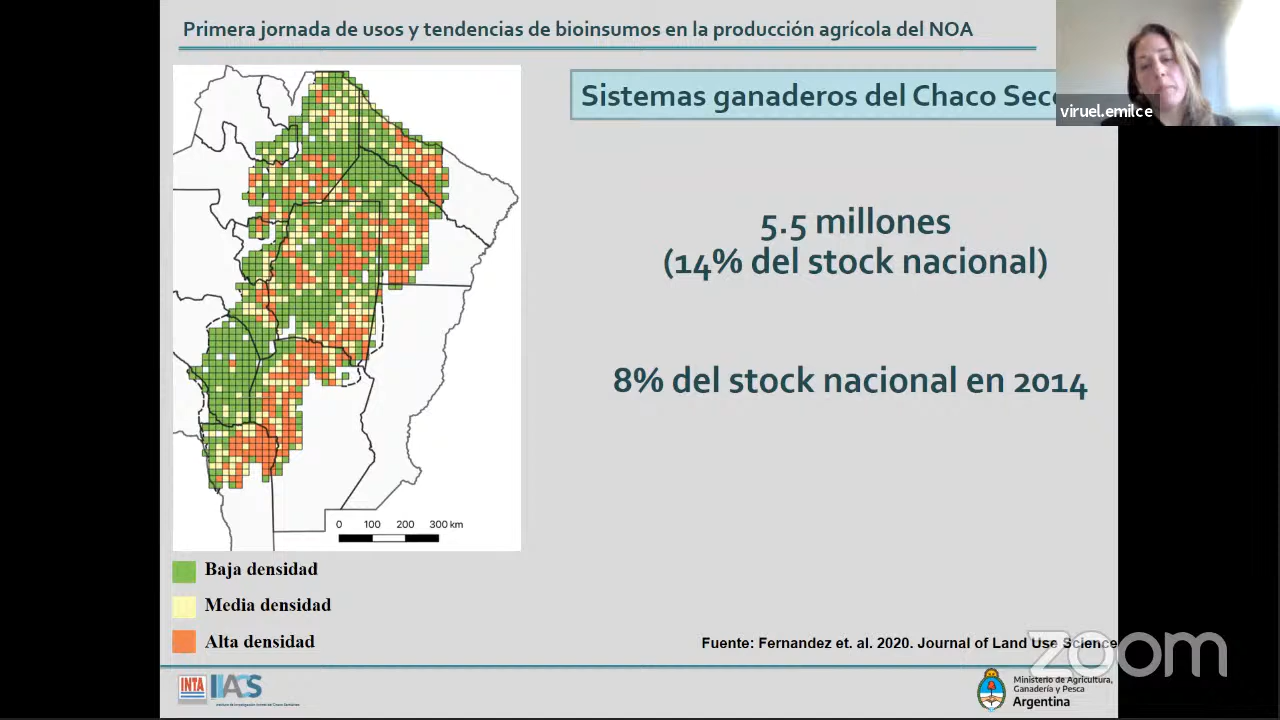 Primera jornada de usos y tendencias de bioinsumos en la producción agrícola del NOA
Sistemas ganaderos del Chaco Sec
viruel.emilce
5.5 millones
(14% del stock nacional)
8% del stock nacional en 2014
0 100 200 300 km
Baja densidad
Media densidad
Alta densidad
Fuente: Fernandez et. al. 2020. Journal of Land Use Science
zoom
INTA
IIACS
Ministerio de Agricultura,
Ganadería y Pesca
Argentina